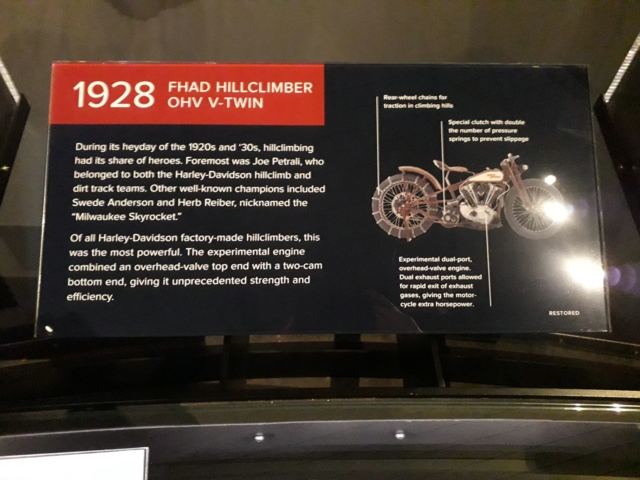 1928 FHAD HILLCLIMBER
OHV V-TWIN
During its heyday of the 1920s and '30s, hillclimbing
had its share of heroes. Foremost was Joe Petrali, who
belonged to both the Harley-Davidson hillclimb and
dirt track teams. Other well-known champions included
Swede Anderson and Herb Reiber, nicknamed the
"Milwaukee Skyrocket."
Of all Harley-Davidson factory-made hillclimbers, this
was the most powerful. The experimental engine
combined an overhead-valve top end with a two-cam
bottom end, giving it unprecedented strength and
efficiency.
Rear-wheel chains for
traction in climbing hills
Special clutch with double
the number of pressure
springs to prevent slippage
Experimental dual-port,
overhead-valve engine.
Dual exhaust ports allowed
for rapid exit of exhaust
gases, giving the motor-
cycle extra horsepower.
RESTORED